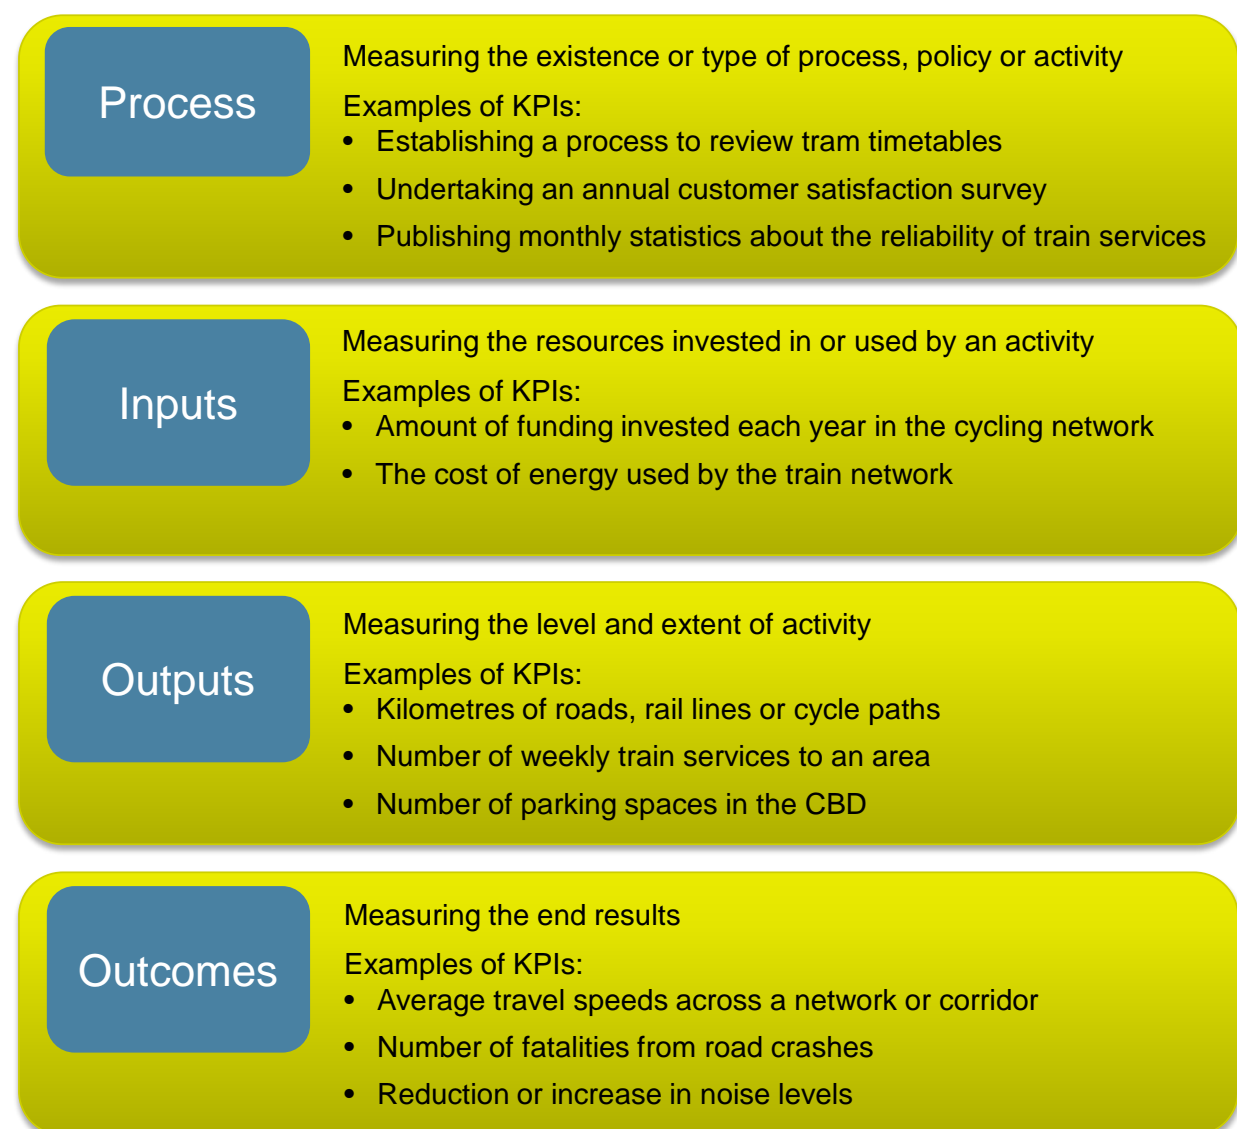 Process
Measuring the existence or type of process, policy or activity
Examples of KPIs:
• Establishing a process to review tram timetables
• Undertaking an annual customer satisfaction survey
• Publishing monthly statistics about the reliability of train services
Inputs
Measuring the resources invested in or used by an activity
Examples of KPIs:
• Amount of funding invested each year in the cycling network
• The cost of energy used by the train network
Outputs
Measuring the level and extent of activity
Examples of KPIs:
• Kilometres of roads, rail lines or cycle paths
• Number of weekly train services to an area
• Number of parking spaces in the CBD
Outcomes
Measuring the end results
Examples of KPIs:
• Average travel speeds across a network or corridor
• Number of fatalities from road crashes
• Reduction or increase in noise levels